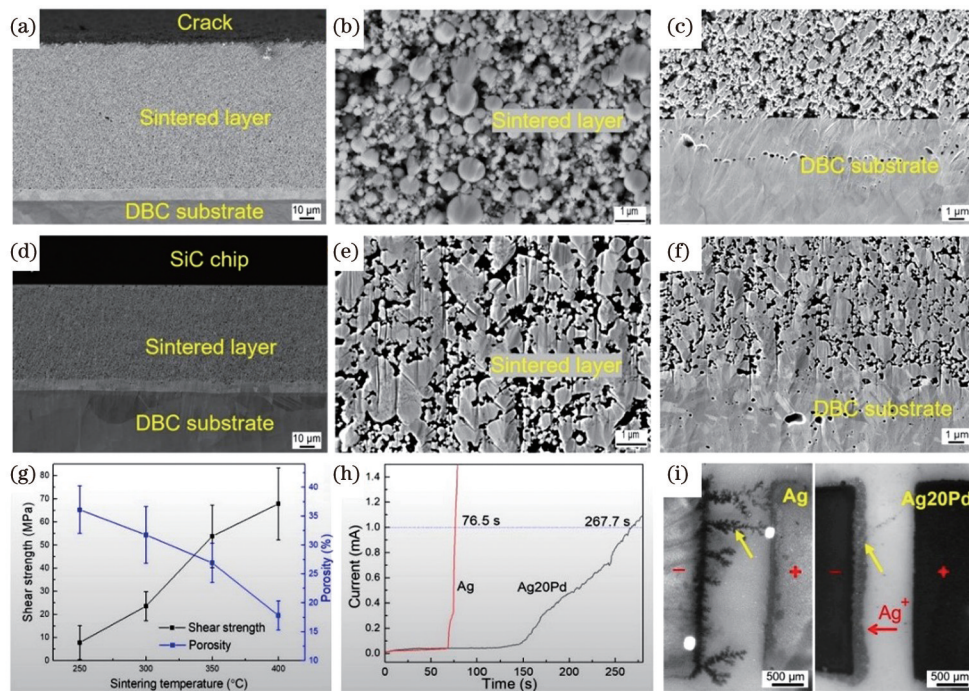 (a)
Crack
Sintered layer
DBC substrate
10 μm
(b)
Sintered layer
1 μm
(c)
DBC substrate
1 μm
(d)
SiC chip
Sintered layer
DBC substrate
10 μm
(e)
Sintered layer
1 μm
(f)
DBC substrate
1 μm
(g)
Shear strength (MPa)
80
70
60
50
40
30
20
10
0
Shear strength
Porosity
250 300 350 400
Sintering temperature (°C)
45
40
35
30
25
20
15
10
Porosity (%)
(h)
Current (mA)
1.4
1.2
1.0
0.8
0.6
0.4
0.2
0.0
76.5 s
267.7 s
Ag
Ag20Pd
0 50 100 150 200 250
Time (s)
(i)
Ag
− +
500 μm
Ag20Pd
− +
Ag+
500 μm